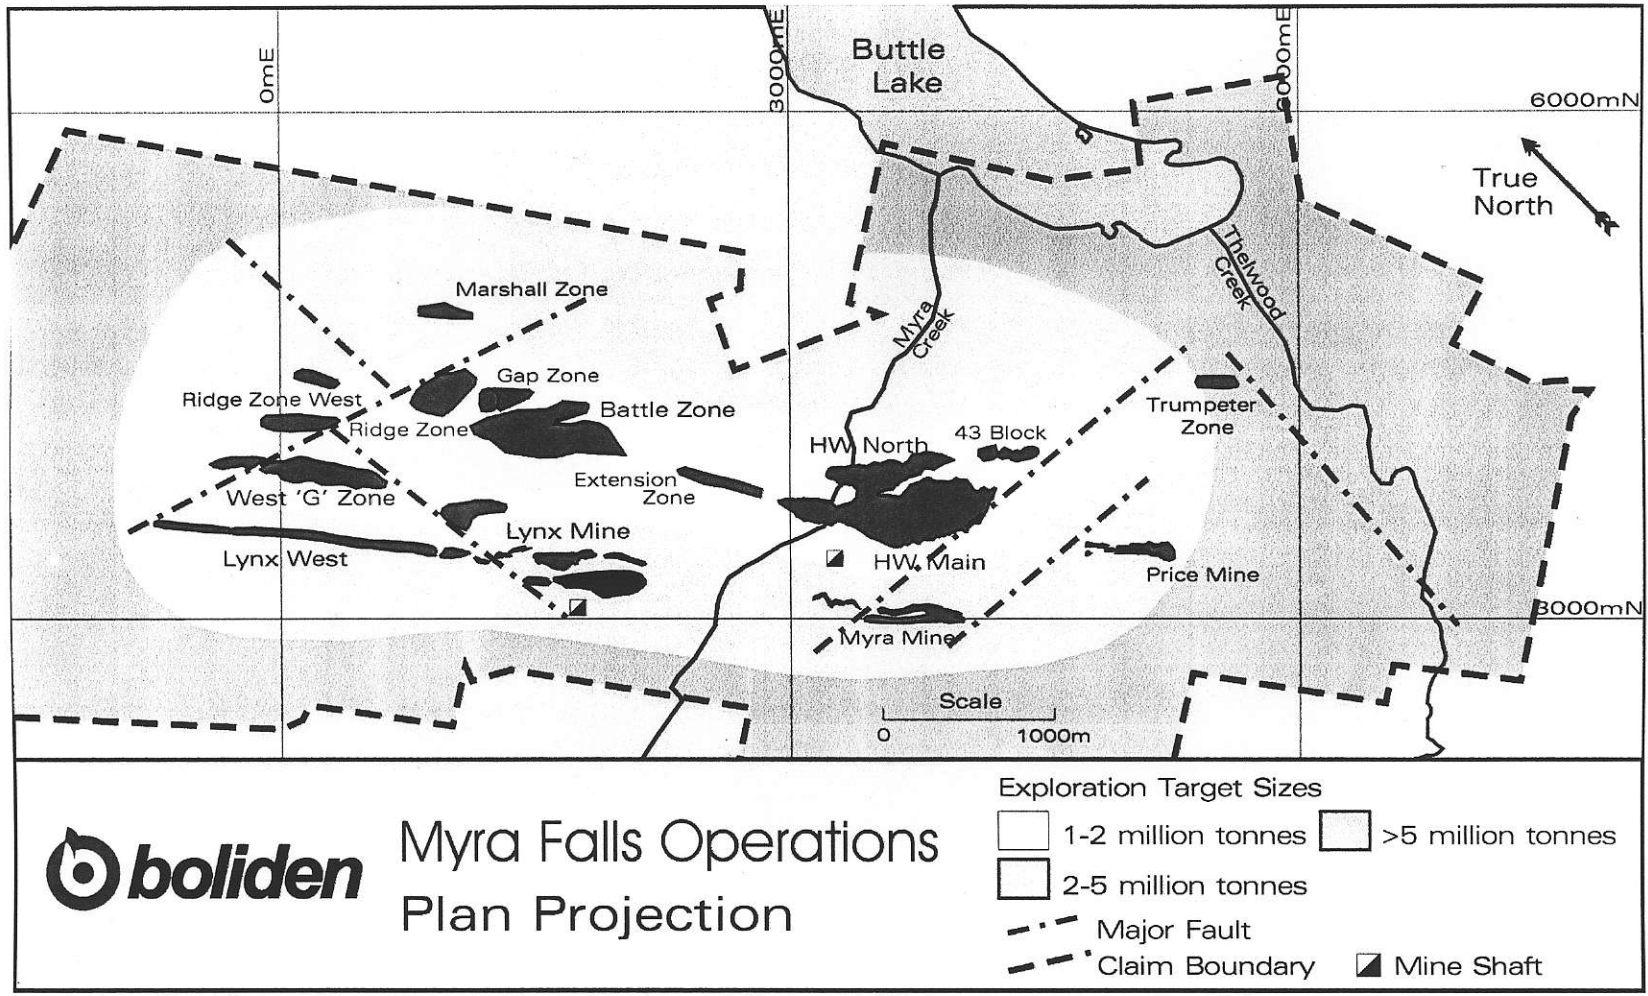 0mE
3000mE
6000mE
Buttle
Lake
6000mN
True
North
Thelwood
Creek
Marshall Zone
Myra
Creek
Gap Zone
Ridge Zone West
Battle Zone
Ridge Zone
Trumpeter
Zone
43 Block
HW North
Extension
Zone
West 'G' Zone
Lynx Mine
Lynx West
HW Main
Price Mine
3000mN
Myra Mine
Scale
0 1000m
boliden
Myra Falls Operations
Plan Projection
Exploration Target Sizes
1-2 million tonnes
>5 million tonnes
2-5 million tonnes
Major Fault
Claim Boundary
Mine Shaft